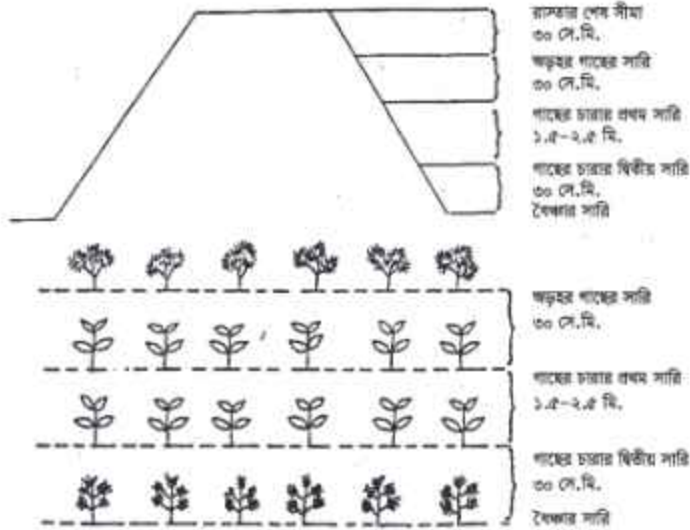 রাস্তার শেষ সীমা
৩০ সে.মি.
অড়হর গাছের সারি
৩০ সে.মি.
গাছের চারার প্রথম সারি
১.৫-২.৫ মি.
গাছের চারার দ্বিতীয় সারি
৩০ সে.মি.
ধৈঞ্চার সারি
অড়হর গাছের সারি
৩০ সে.মি.
গাছের চারার প্রথম সারি
১.৫-২.৫ মি.
গাছের চারার দ্বিতীয় সারি
৩০ সে.মি.
ধৈঞ্চার সারি